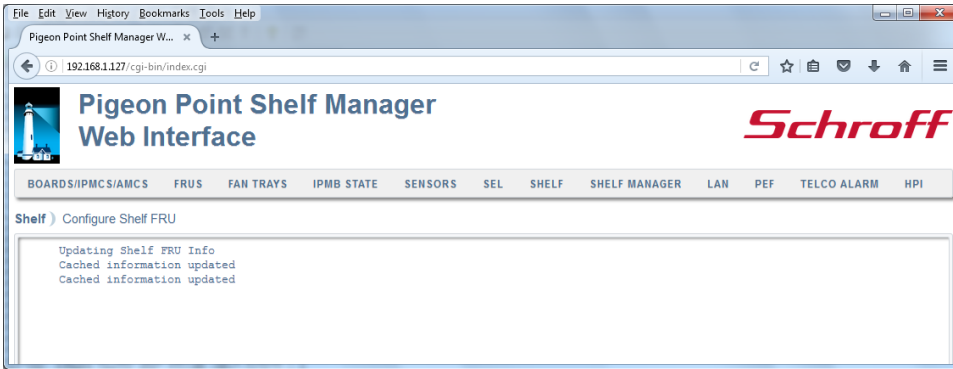 File Edit View History Bookmarks Tools Help
Pigeon Point Shelf Manager W... × +
192.168.1.127/cgi-bin/index.cgi
Pigeon Point Shelf Manager
Web Interface
Schroff
BOARDS/IPMCS/AMCS FRUS FAN TRAYS IPMB STATE SENSORS SEL SHELF SHELF MANAGER LAN PEF TELCO ALARM HPI
Shelf Configure Shelf FRU
Updating Shelf FRU Info
Cached information updated
Cached information updated